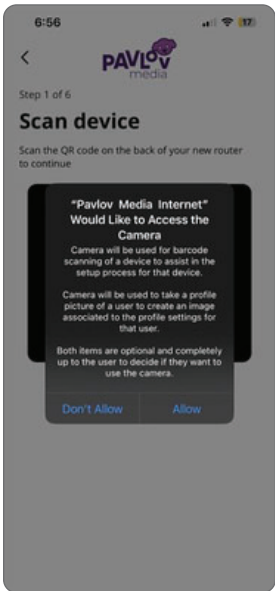 6:56
17
PAVLOV
media
Step 1 of 6
Scan device
Scan the QR code on the back of your new router
to continue
“Pavlov Media Internet”
Would Like to Access the
Camera
Camera will be used for barcode
scanning of a device to assist in the
setup process for that device.
Camera will be used to take a profile
picture of a user to create an image
associated to the profile settings for
that user.
Both items are optional and completely
up to the user to decide if they want to
use the camera.
Don't Allow Allow